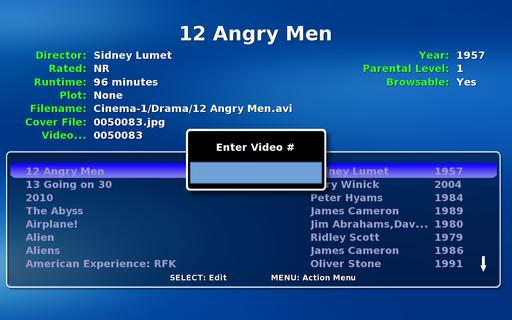 12 Angry Men
Director: Sidney Lumet Year: 1957
Rated: NR Parental Level: 1
Runtime: 96 minutes Browsable: Yes
Plot: None
Filename: Cinema-1/Drama/12 Angry Men.avi
Cover File: 0050083.jpg
Video... 0050083
Enter Video #
12 Angry Men ney Lumet 1957
13 Going on 30 ry Winick 2004
2010 Peter Hyams 1984
The Abyss James Cameron 1989
Airplane! Jim Abrahams,Dav... 1980
Alien Ridley Scott 1979
Aliens James Cameron 1986
American Experience: RFK Oliver Stone 1991
SELECT: Edit MENU: Action Menu